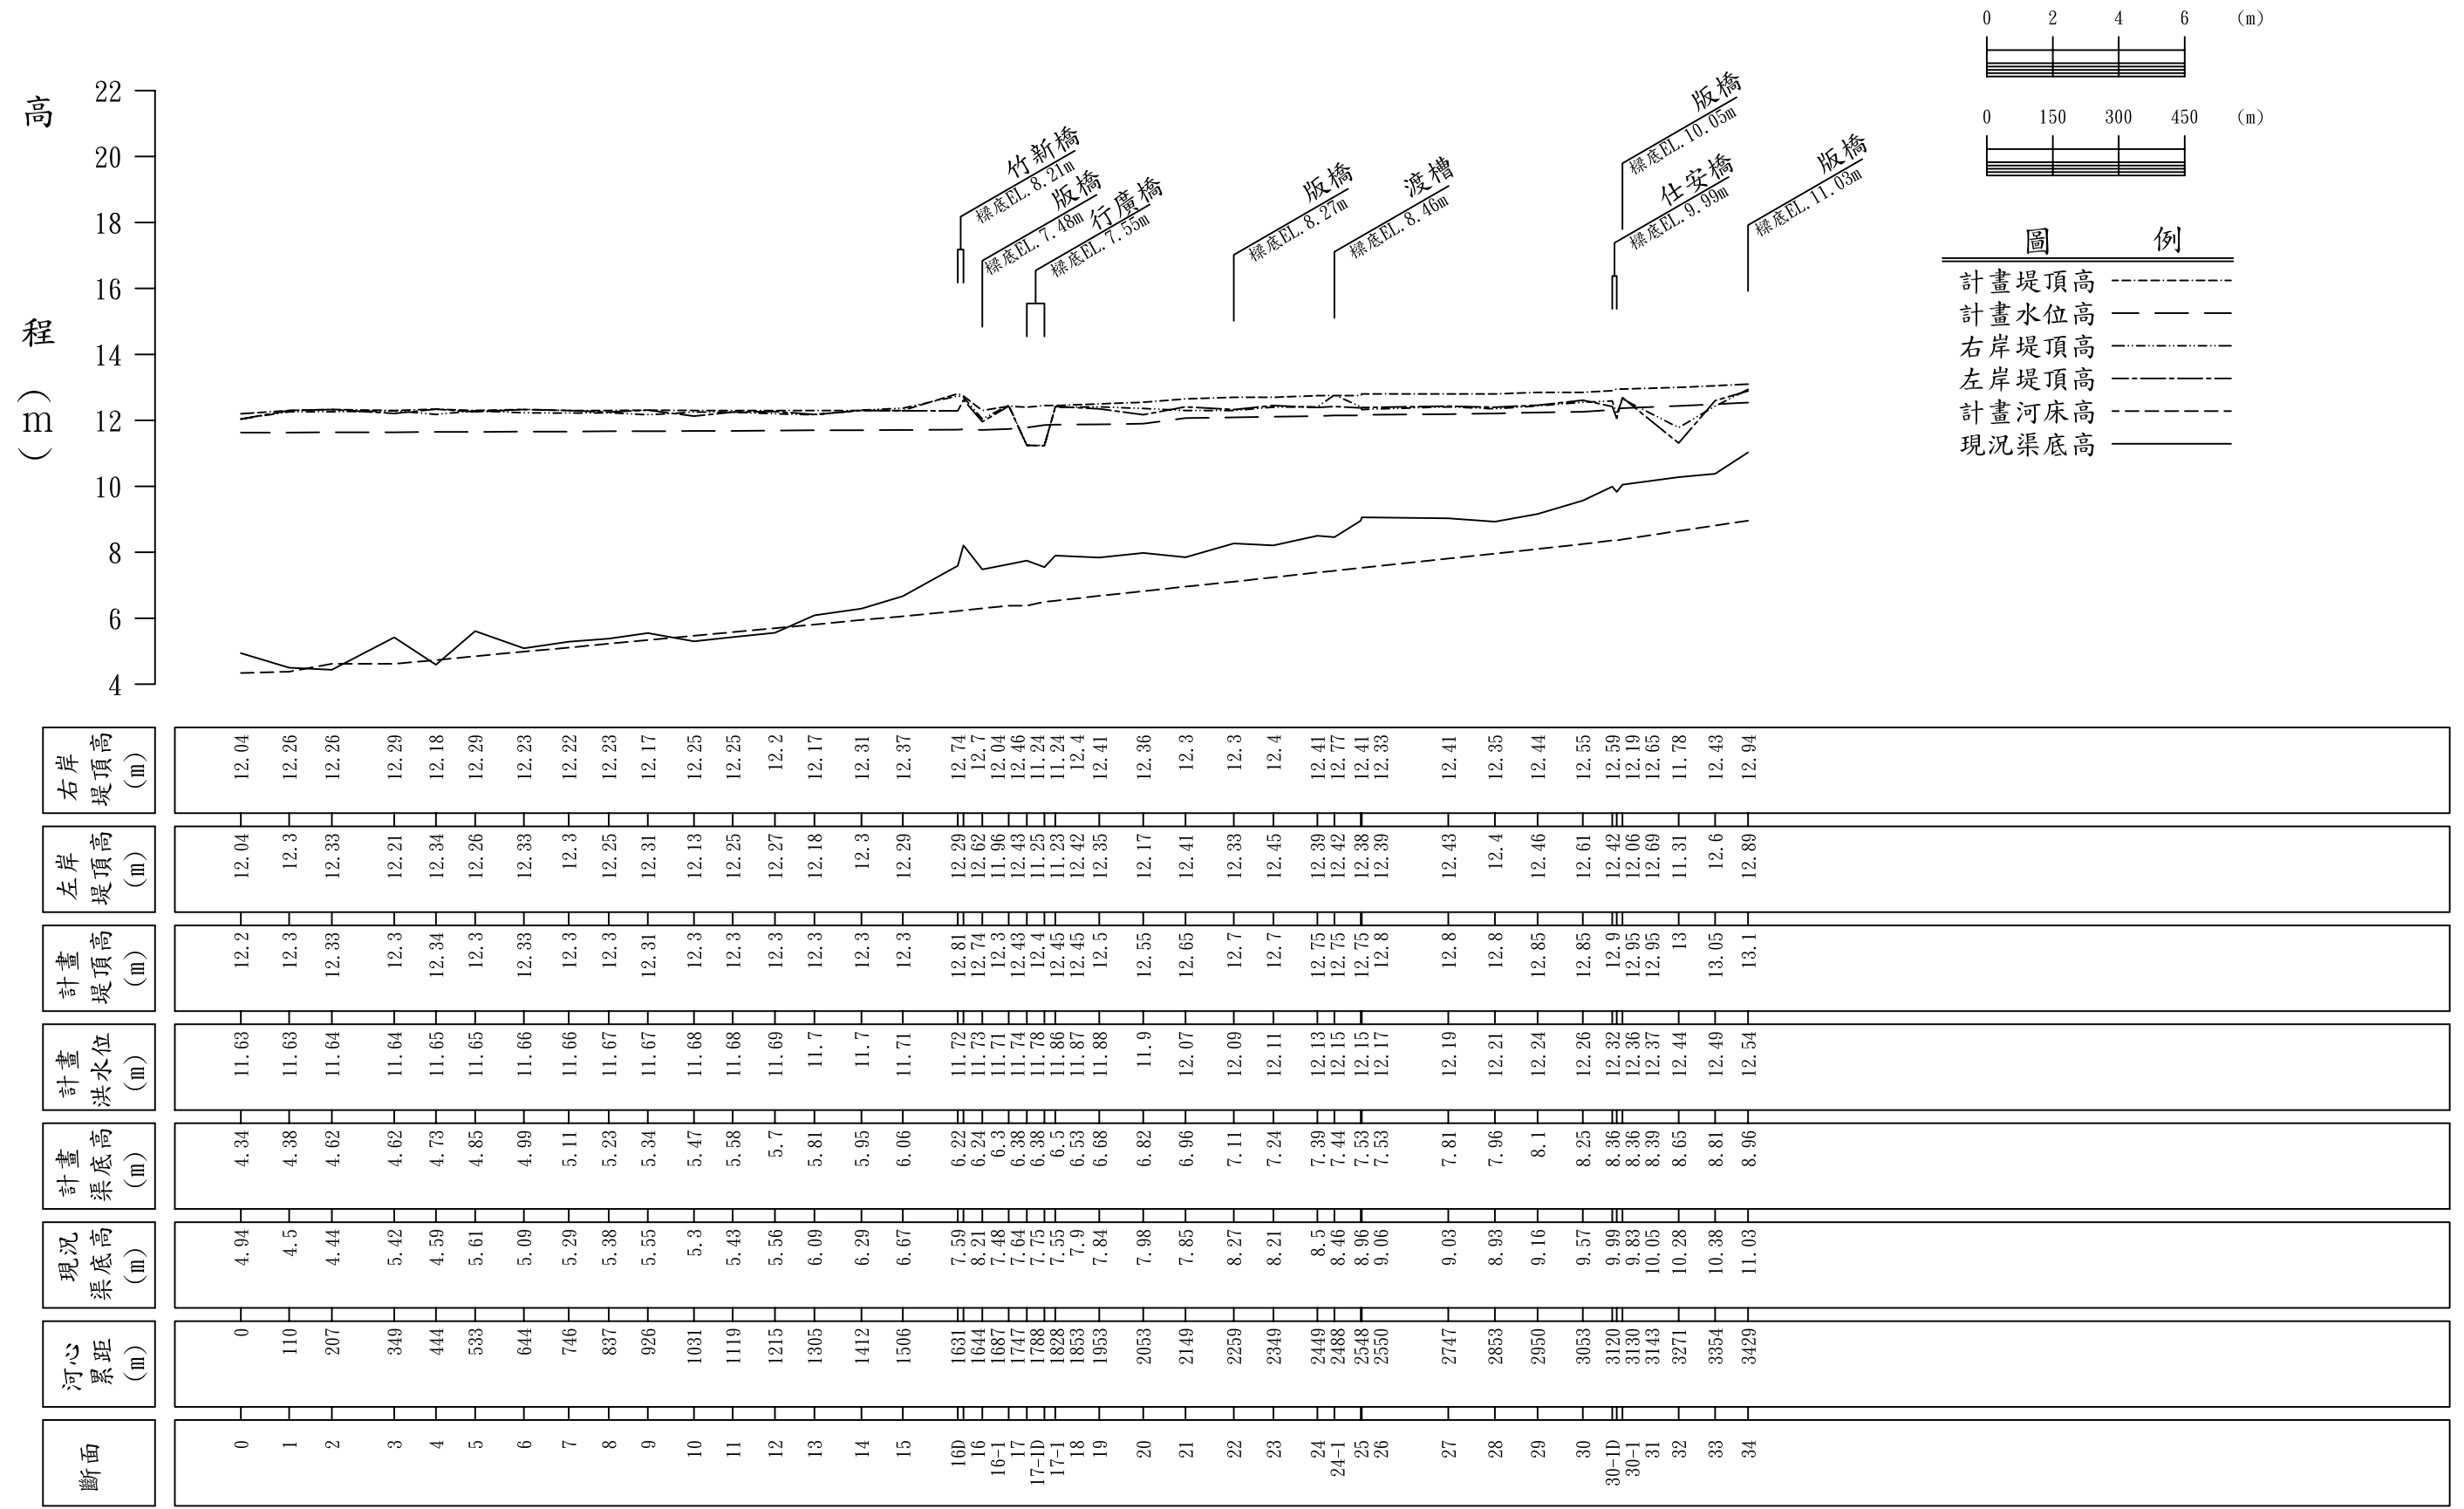 0 2 4 6 (m)
0 150 300 450 (m)
高程(m)
22
20
18
16
14
12
10
8
6
4
竹新橋
樑底EL.8.21m
版橋
樑底EL.7.48m
行廣橋
樑底EL.7.55m
版橋
樑底EL.8.27m
渡槽
樑底EL.8.46m
版橋
樑底EL.10.05m
仕安橋
樑底EL.9.99m
版橋
樑底EL.11.03m
圖 例
計畫堤頂高
計畫水位高
右岸堤頂高
左岸堤頂高
計畫河床高
現況渠底高
右岸
堤頂高
(m)
12.04 12.26 12.26 12.29 12.18 12.29 12.23 12.22 12.23 12.17 12.25 12.25 12.2 12.17 12.31 12.37 12.74 12.7 12.04 12.46 11.24 11.24 12.4 12.41 12.36 12.3 12.3 12.4 12.41 12.77 12.41 12.33 12.41 12.35 12.44 12.55 12.59 12.19 12.65 11.78 12.43 12.94
左岸
堤頂高
(m)
12.04 12.3 12.33 12.21 12.34 12.26 12.33 12.3 12.25 12.31 12.13 12.25 12.27 12.18 12.3 12.29 12.29 12.62 11.96 12.43 11.25 11.23 12.42 12.35 12.17 12.41 12.33 12.45 12.39 12.42 12.38 12.39 12.43 12.4 12.46 12.61 12.42 12.06 12.69 11.31 12.6 12.89
計畫
堤頂高
(m)
12.2 12.3 12.33 12.3 12.34 12.3 12.33 12.3 12.3 12.31 12.3 12.3 12.3 12.3 12.3 12.3 12.81 12.74 12.3 12.43 12.4 12.45 12.45 12.5 12.55 12.65 12.7 12.7 12.75 12.75 12.75 12.8 12.8 12.8 12.85 12.85 12.9 12.95 12.95 13 13.05 13.1
計畫
洪水位
(m)
11.63 11.63 11.64 11.64 11.65 11.65 11.66 11.66 11.67 11.67 11.68 11.68 11.69 11.7 11.7 11.71 11.72 11.73 11.71 11.74 11.78 11.86 11.87 11.88 11.9 12.07 12.09 12.11 12.13 12.15 12.15 12.17 12.19 12.21 12.24 12.26 12.32 12.36 12.37 12.44 12.49 12.54
計畫
渠底高
(m)
4.34 4.38 4.62 4.62 4.73 4.85 4.99 5.11 5.23 5.34 5.47 5.58 5.7 5.81 5.95 6.06 6.22 6.24 6.3 6.38 6.38 6.5 6.53 6.68 6.82 6.96 7.11 7.24 7.39 7.44 7.53 7.53 7.81 7.96 8.1 8.25 8.36 8.36 8.39 8.65 8.81 8.96
現況
渠底高
(m)
4.94 4.5 4.44 5.42 4.59 5.61 5.09 5.29 5.38 5.55 5.3 5.43 5.56 6.09 6.29 6.67 7.59 8.21 7.48 7.64 7.75 7.55 7.9 7.84 7.98 7.85 8.27 8.21 8.5 8.46 8.96 9.06 9.03 8.93 9.16 9.57 9.99 9.83 10.05 10.28 10.38 11.03
河心
累距
(m)
0 110 207 349 444 533 644 746 837 926 1031 1119 1215 1305 1412 1506 1631 1644 1687 1747 1788 1828 1853 1953 2053 2149 2259 2349 2449 2488 2548 2550 2747 2853 2950 3053 3120 3130 3143 3271 3354 3429
斷面
0 1 2 3 4 5 6 7 8 9 10 11 12 13 14 15 16D 16 16-1 17 17-1D 17-1 18 19 20 21 22 23 24 24-1 25 26 27 28 29 30 30-1D 30-1 31 32 33 34